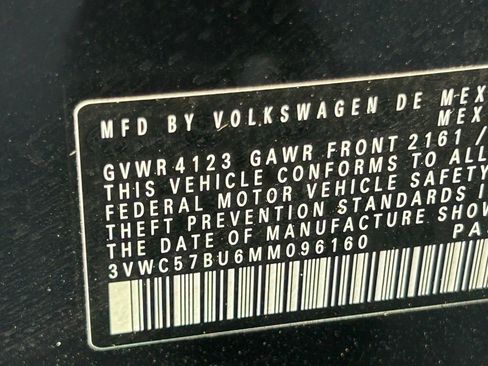 MFD BY VOLKSWAGEN DE MEX
MEX
GVWR 4123 GAWR FRONT 2161 /
THIS VEHICLE CONFORMS TO ALL
FEDERAL MOTOR VEHICLE SAFETY
THEFT PREVENTION STANDARDS I
THE DATE OF MANUFACTURE SHOW
3VWC57BU6MM096160 PA